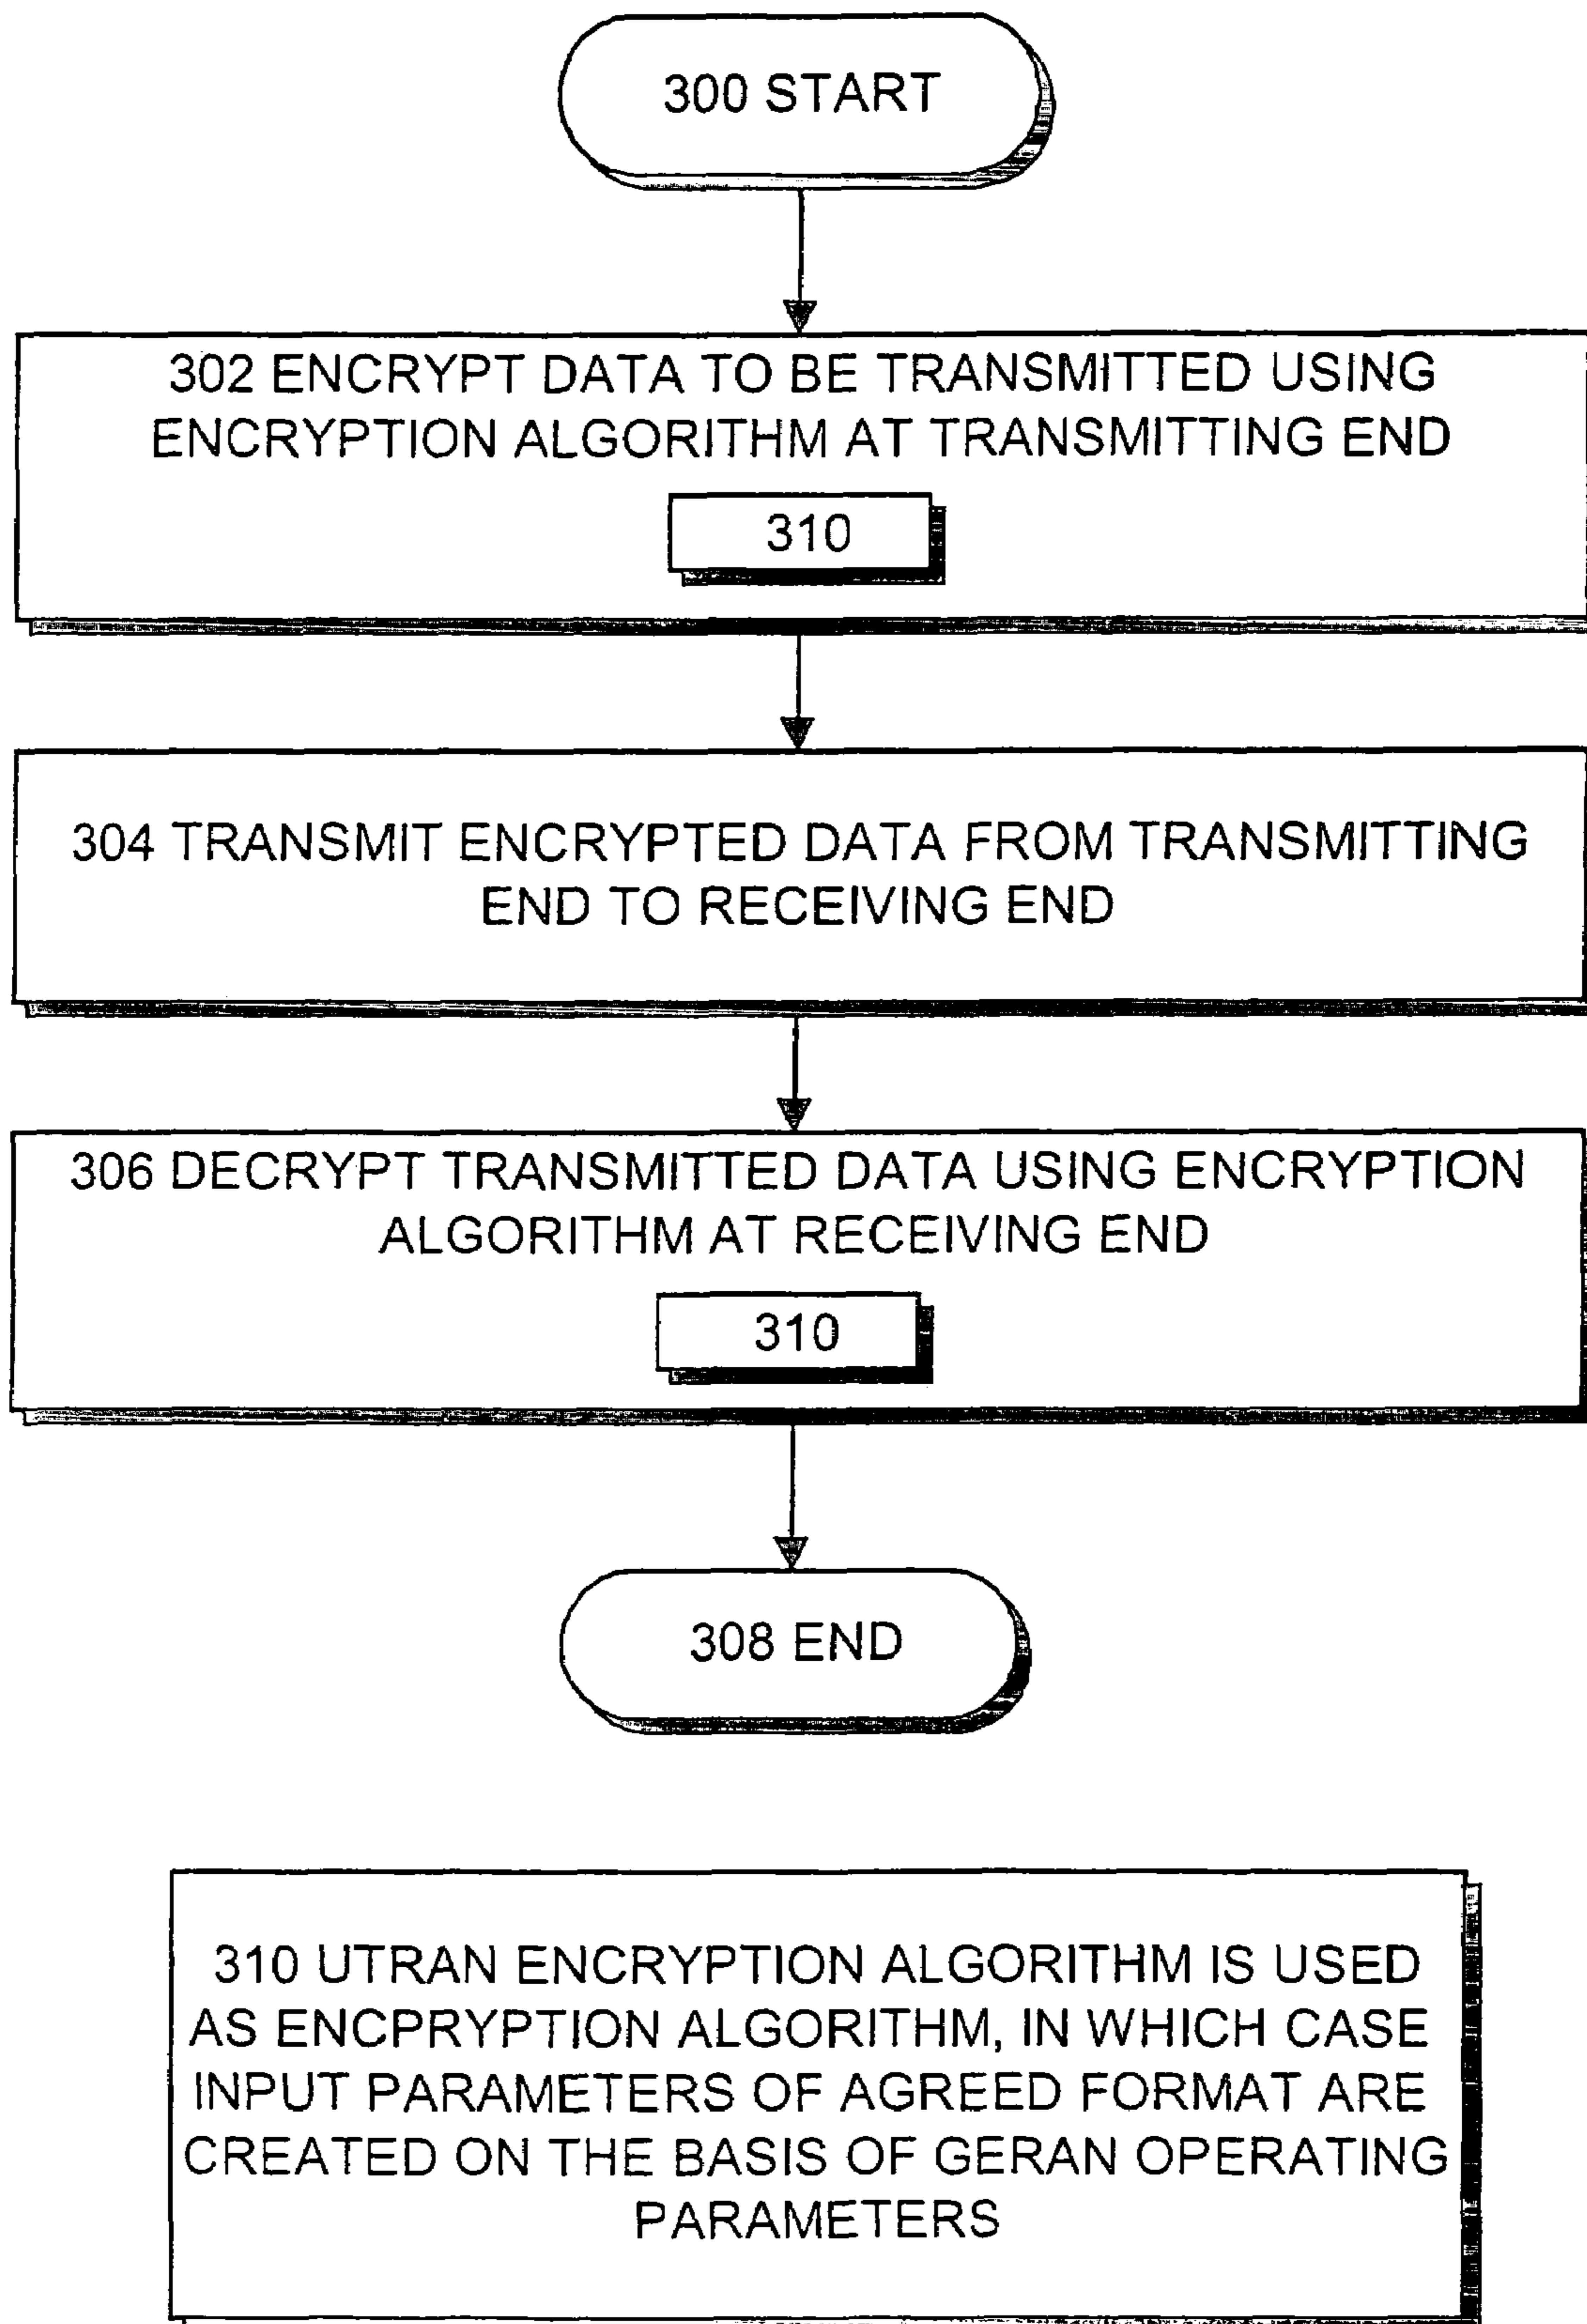 300 START
302 ENCRYPT DATA TO BE TRANSMITTED USING
ENCRYPTION ALGORITHM AT TRANSMITTING END
310
304 TRANSMIT ENCRYPTED DATA FROM TRANSMITTING
END TO RECEIVING END
306 DECRYPT TRANSMITTED DATA USING ENCRYPTION
ALGORITHM AT RECEIVING END
310
308 END
310 UTRAN ENCRYPTION ALGORITHM IS USED
AS ENCPRYPTION ALGORITHM, IN WHICH CASE
INPUT PARAMETERS OF AGREED FORMAT ARE
CREATED ON THE BASIS OF GERAN OPERATING
PARAMETERS